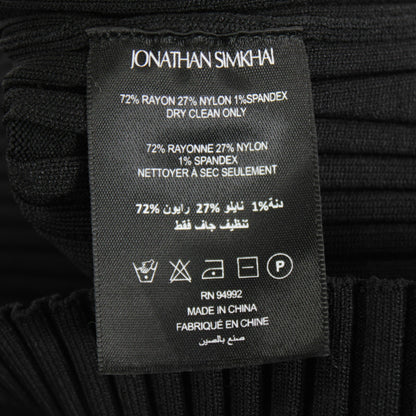 JONATHAN SIMKHAI
72% RAYON 27% NYLON 1%SPANDEX
DRY CLEAN ONLY
72% RAYONNE 27% NYLON
1% SPANDEX
NETTOYER À SEC SEULEMENT
72% رايون 27% نايلو 1% دنة
تنظيف جاف فقط
P
RN 94992
MADE IN CHINA
FABRIQUÉ EN CHINE
صنع بالصين